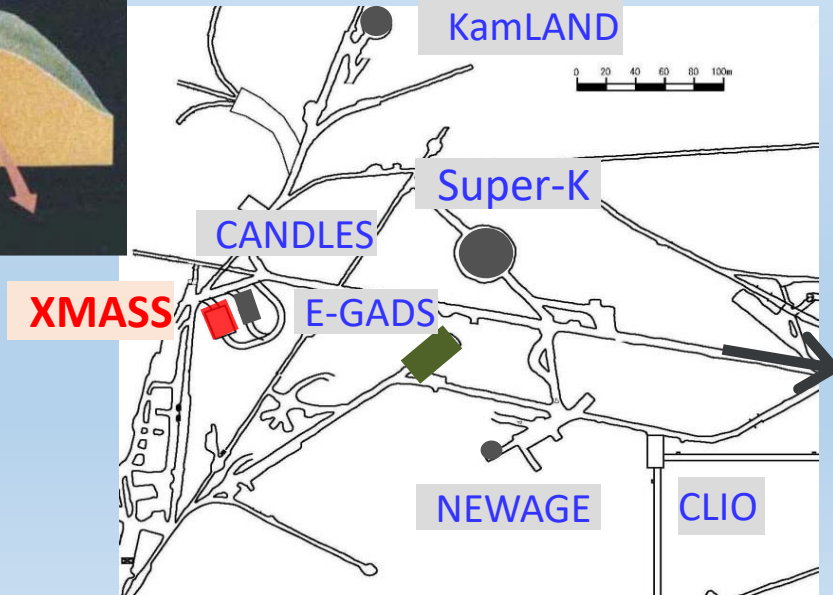 KamLAND
0 20 40 60 80 100m
Super-K
CANDLES
XMASS
E-GADS
NEWAGE
CLIO